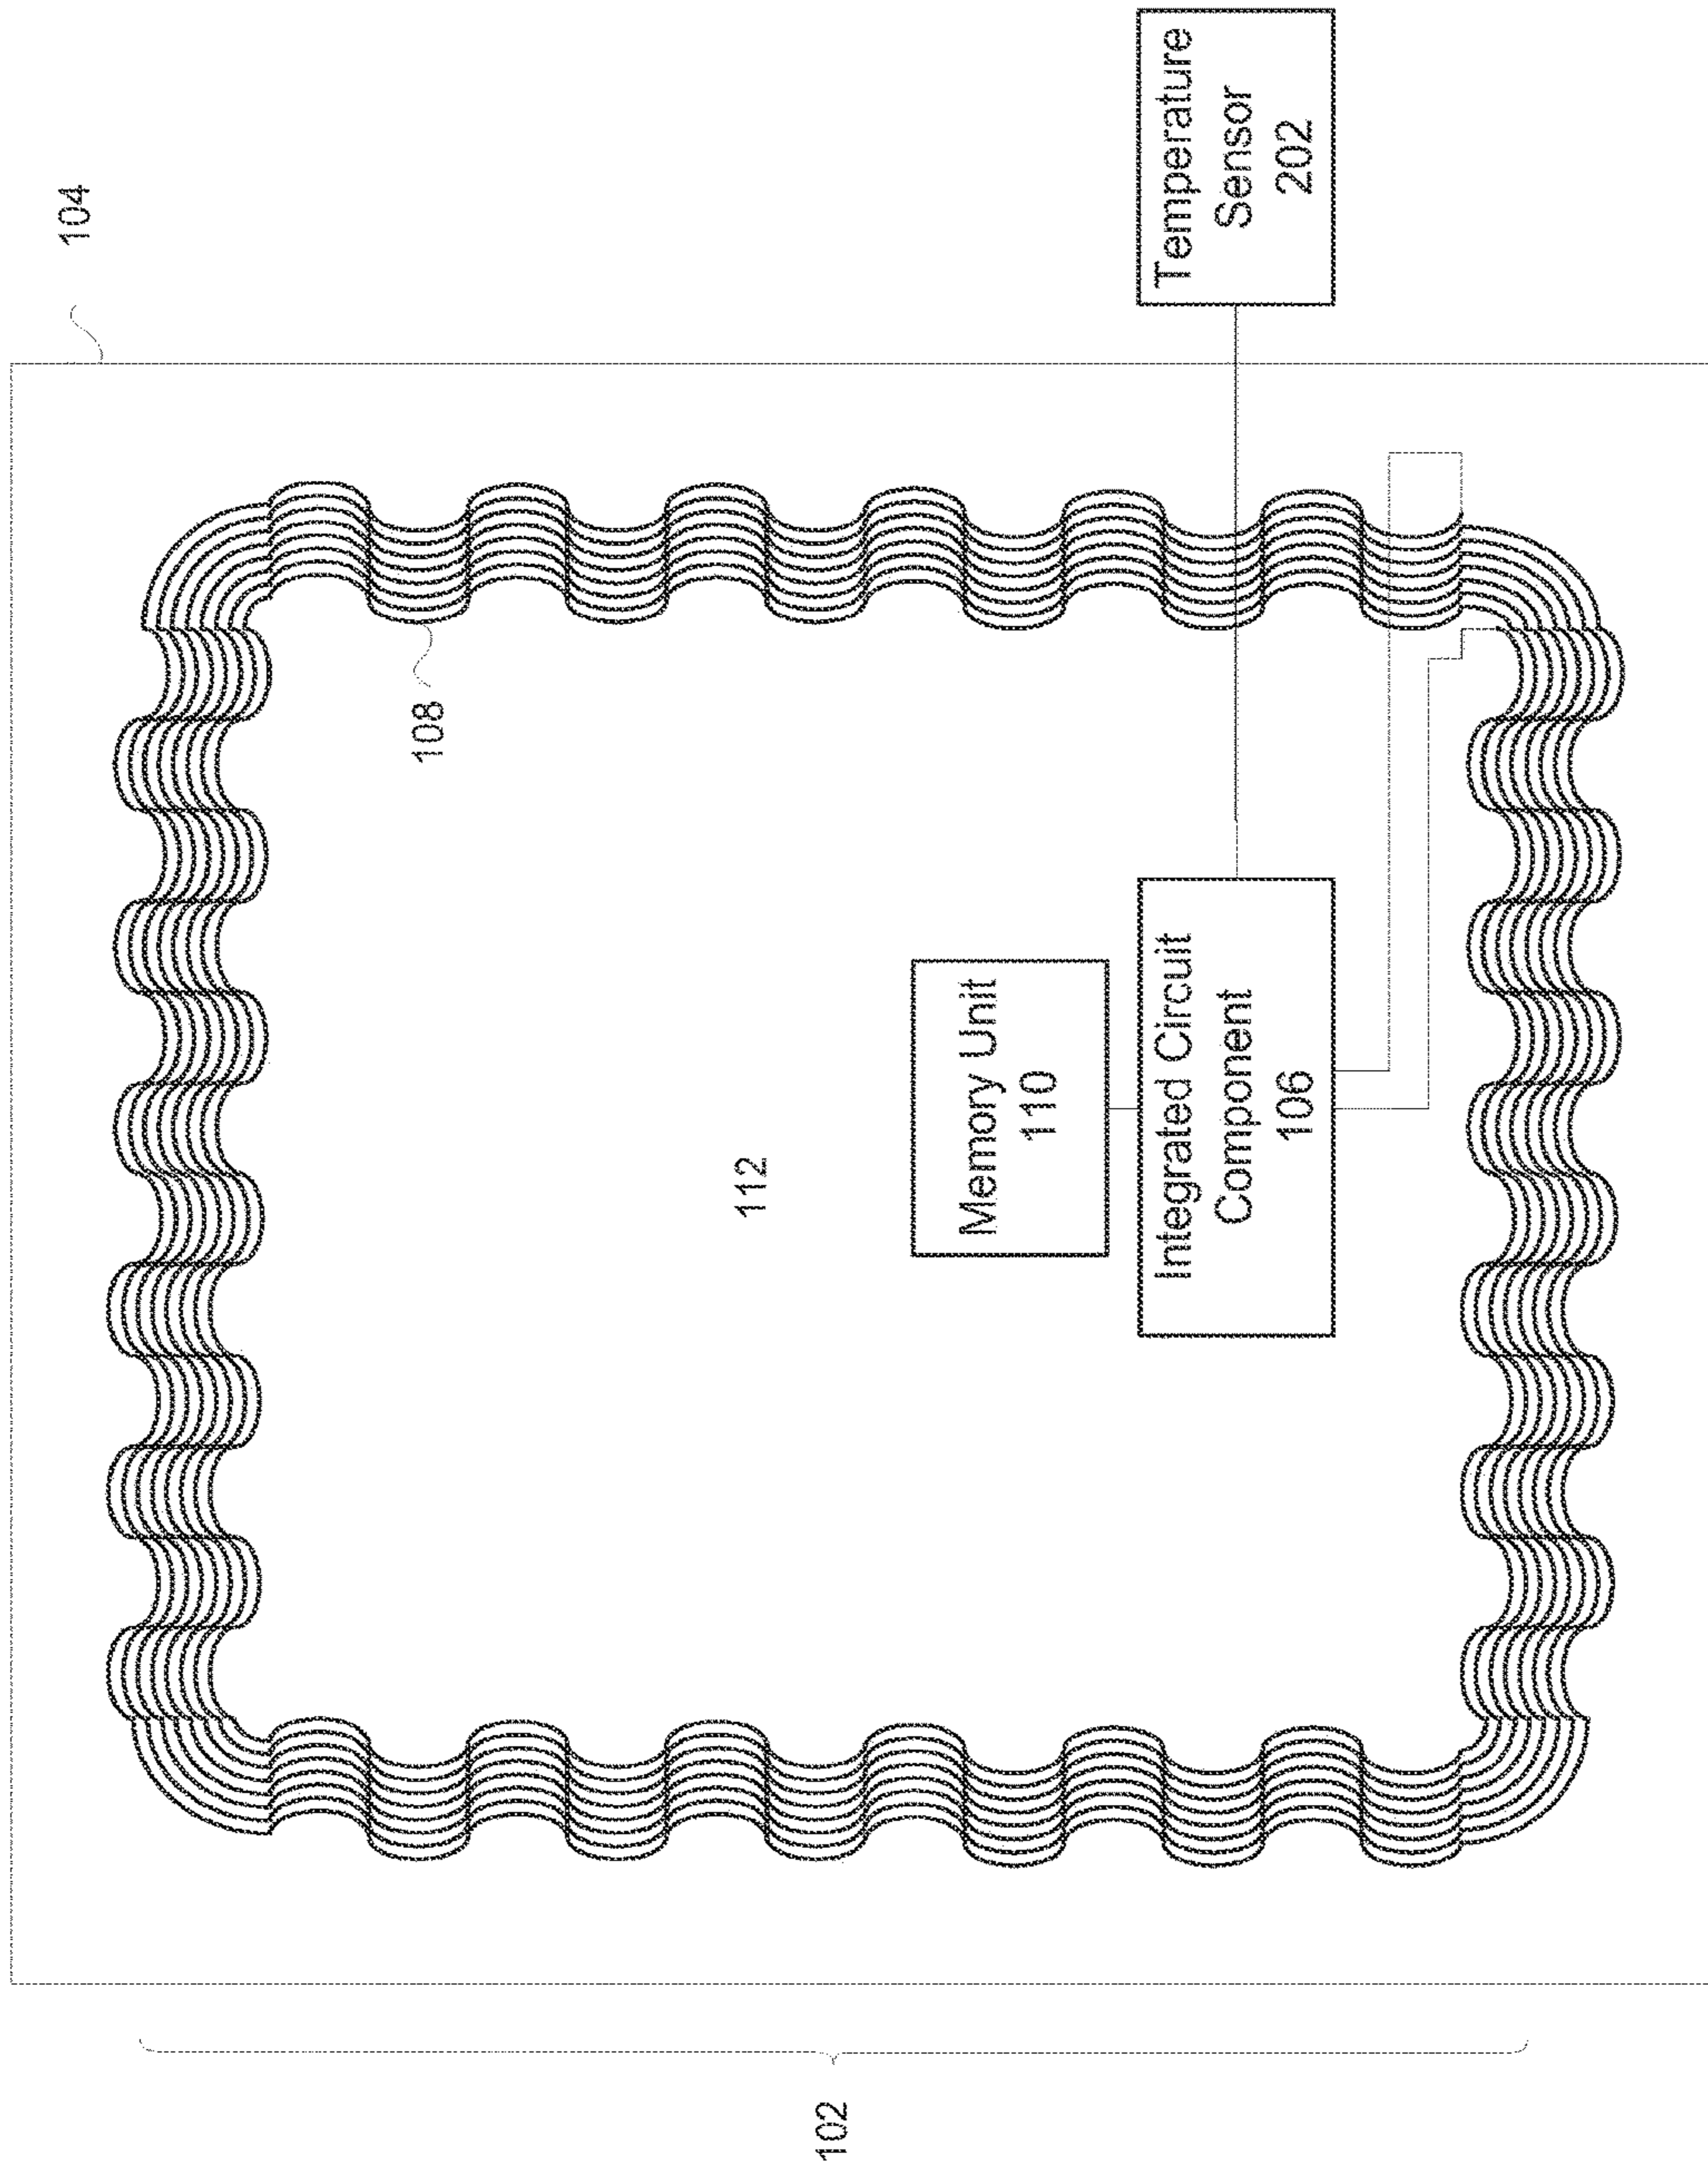 104
108
Temperature
Sensor
202
112
Memory Unit
110
Integrated Circuit
Component
106
102